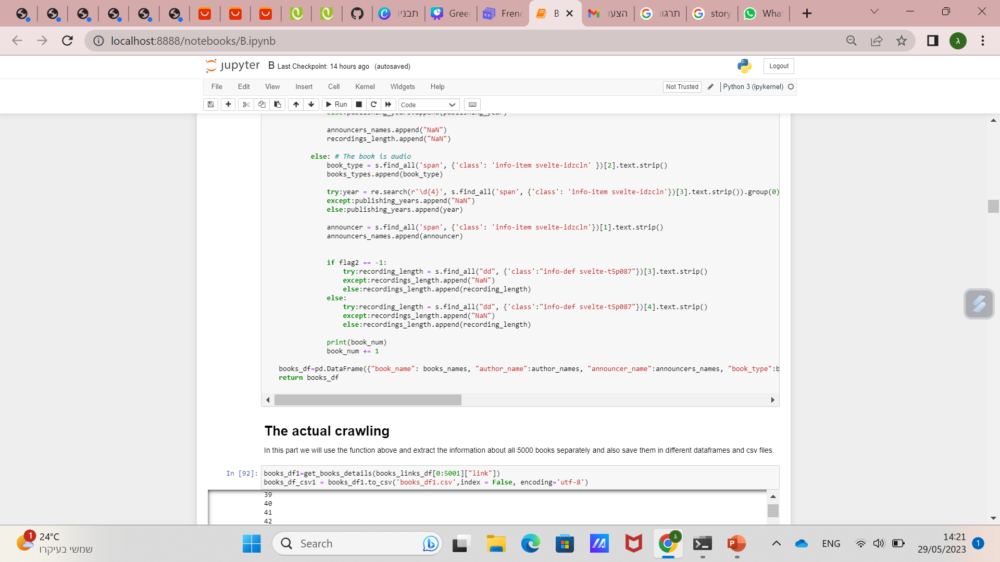 תבניו
Greer
Frenc
B
הצער
תרגונ
story
What
localhost:8888/notebooks/B.ipynb
jupyter B Last Checkpoint: 14 hours ago (autosaved)
Logout
File Edit View Insert Cell Kernel Widgets Help
Not Trusted
Python 3 (ipykernel)
Run
Code
else:publishing_years.append(publishing_year)
announcers_names.append("NaN")
recordings_length.append("NaN")
else: # The book is audio
book_type = s.find_all('span', {'class': 'info-item svelte-idzcln' })[2].text.strip()
books_types.append(book_type)
try:year = re.search(r'\d{4}', s.find_all('span', {'class': 'info-item svelte-idzcln'})[3].text.strip()).group(0)
except:publishing_years.append("NaN")
else:publishing_years.append(year)
announcer = s.find_all('span', {'class': 'info-item svelte-idzcln'})[1].text.strip()
announcers_names.append(announcer)
if flag2 == -1:
try:recording_length = s.find_all("dd", {'class':"info-def svelte-t5p087"})[3].text.strip()
except:recordings_length.append("NaN")
else:recordings_length.append(recording_length)
else:
try:recording_length = s.find_all("dd", {'class':"info-def svelte-t5p087"})[4].text.strip()
except:recordings_length.append("NaN")
else:recordings_length.append(recording_length)
print(book_num)
book_num += 1
books_df=pd.DataFrame({"book_name": books_names, "author_name":author_names, "announcer_name":announcers_names, "book_type":b
return books_df
The actual crawling
In this part we will use the function above and extract the information about all 5000 books separately and also save them in different dataframes and csv files.
In [92]: books_df1=get_books_details(books_links_df[0:5001]["link"])
books_df_csv1 = books_df1.to_csv('books_df1.csv',index = False, encoding='utf-8')
39
40
41
42
1
24°C
שמשי בעיקרו
Search
ENG
14:21
29/05/2023
1